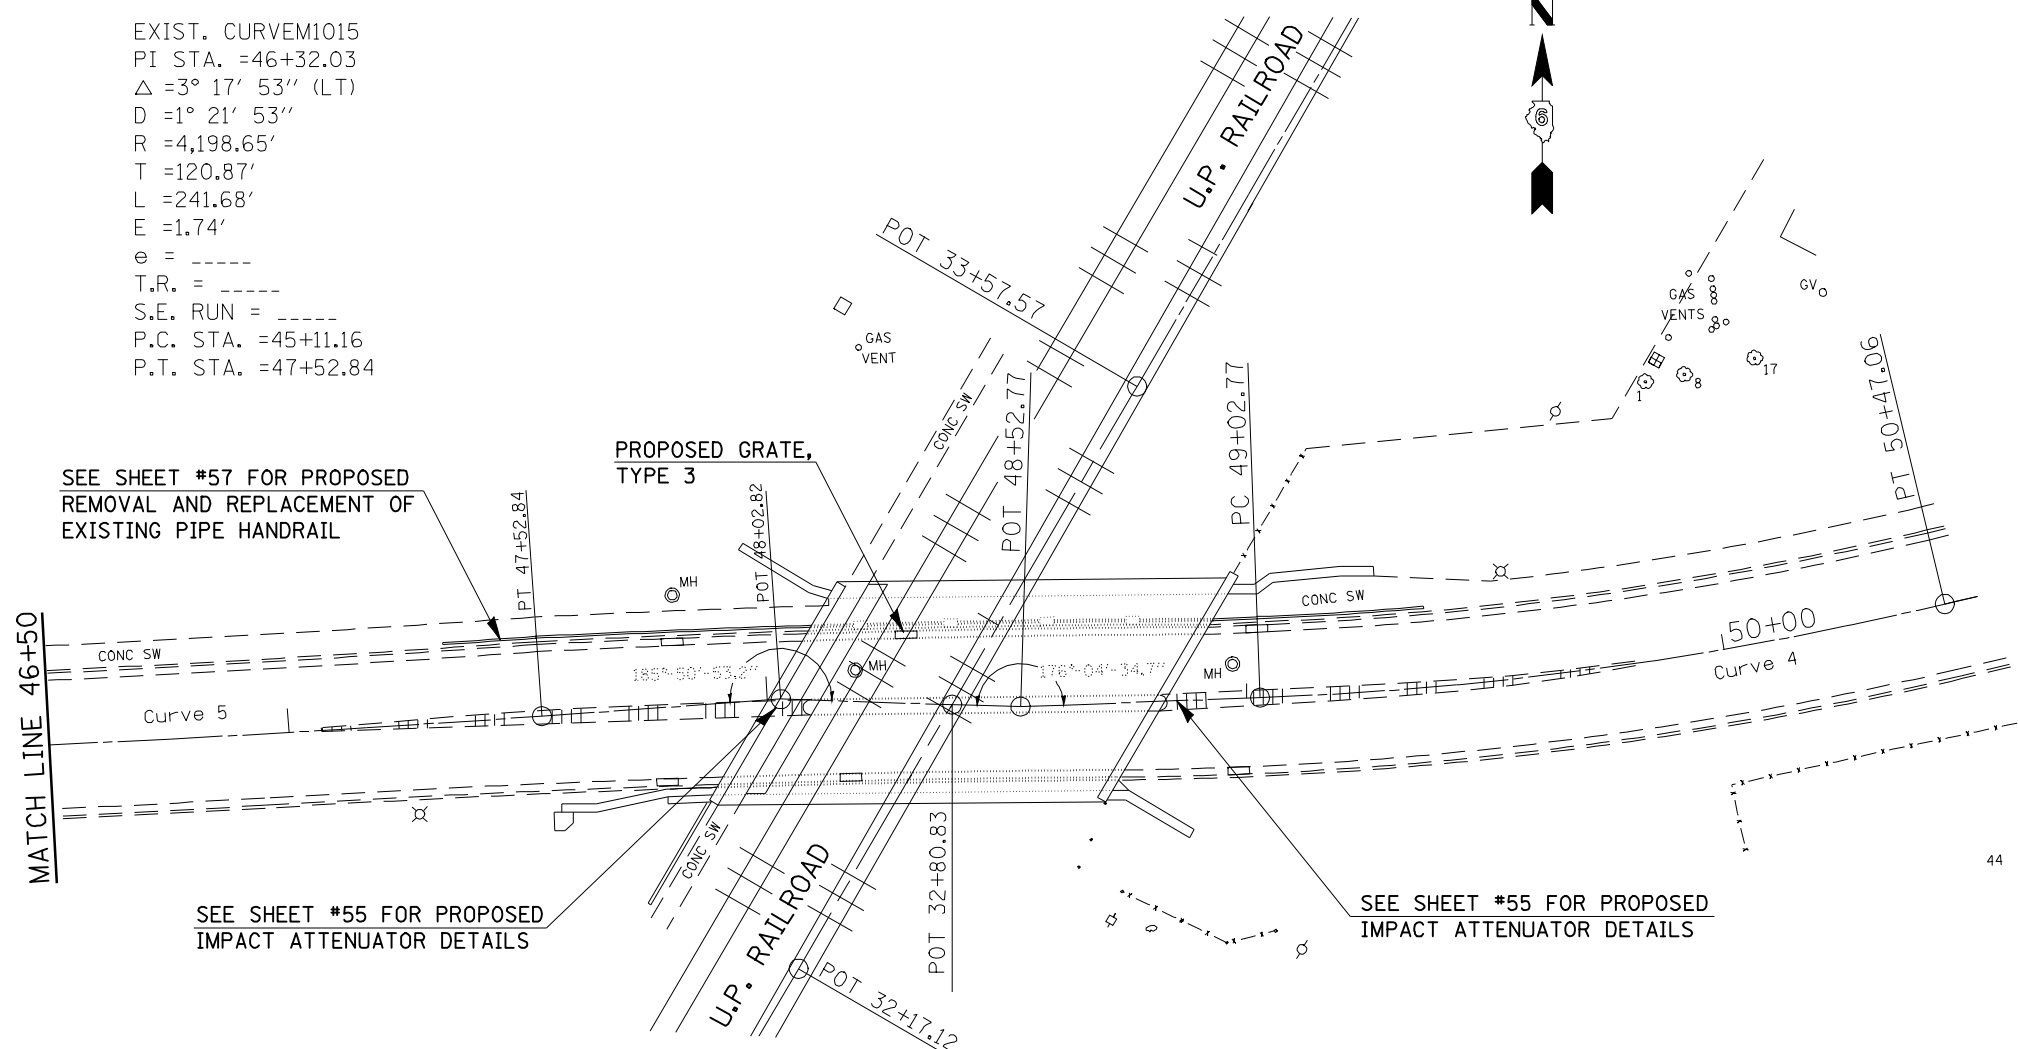 EXIST. CURVEM1015
PI STA. =46+32.03
△ =3° 17' 53" (LT)
D =1° 21' 53"
R =4,198.65'
T =120.87'
L =241.68'
E =1.74'
e = _____
T.R. = _____
S.E. RUN = _____
P.C. STA. =45+11.16
P.T. STA. =47+52.84
N
6
U.P. RAILROAD
POT 33+57.57
GAS
VENT
GAS
VENTS
GV
1
8
17
PT 50+47.06
CONC SW
POT 48+52.77
PC 49+02.77
PROPOSED GRATE,
TYPE 3
SEE SHEET #57 FOR PROPOSED
REMOVAL AND REPLACEMENT OF
EXISTING PIPE HANDRAIL
PT 47+52.84
POT 48+02.82
MH
CONC SW
MATCH LINE 46+50
CONC SW
185°-50'-53.2"
MH
176°-04'-34.7"
MH
50+00
Curve 4
Curve 5
CONC SW
POT 32+80.83
U.P. RAILROAD
POT 32+17.12
44
SEE SHEET #55 FOR PROPOSED
IMPACT ATTENUATOR DETAILS
SEE SHEET #55 FOR PROPOSED
IMPACT ATTENUATOR DETAILS